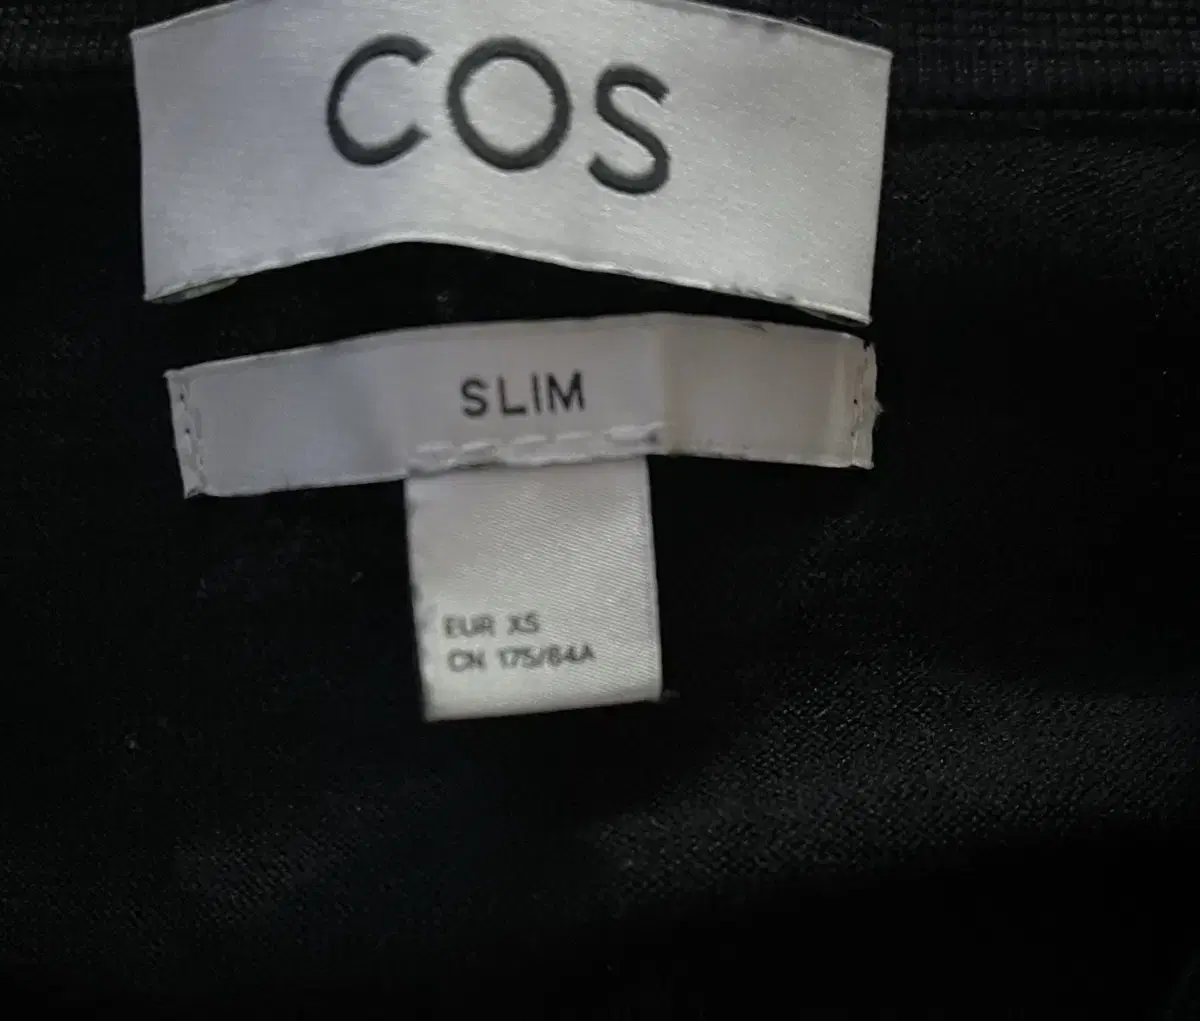 COS
SLIM
EUR XS
CN 175/84A